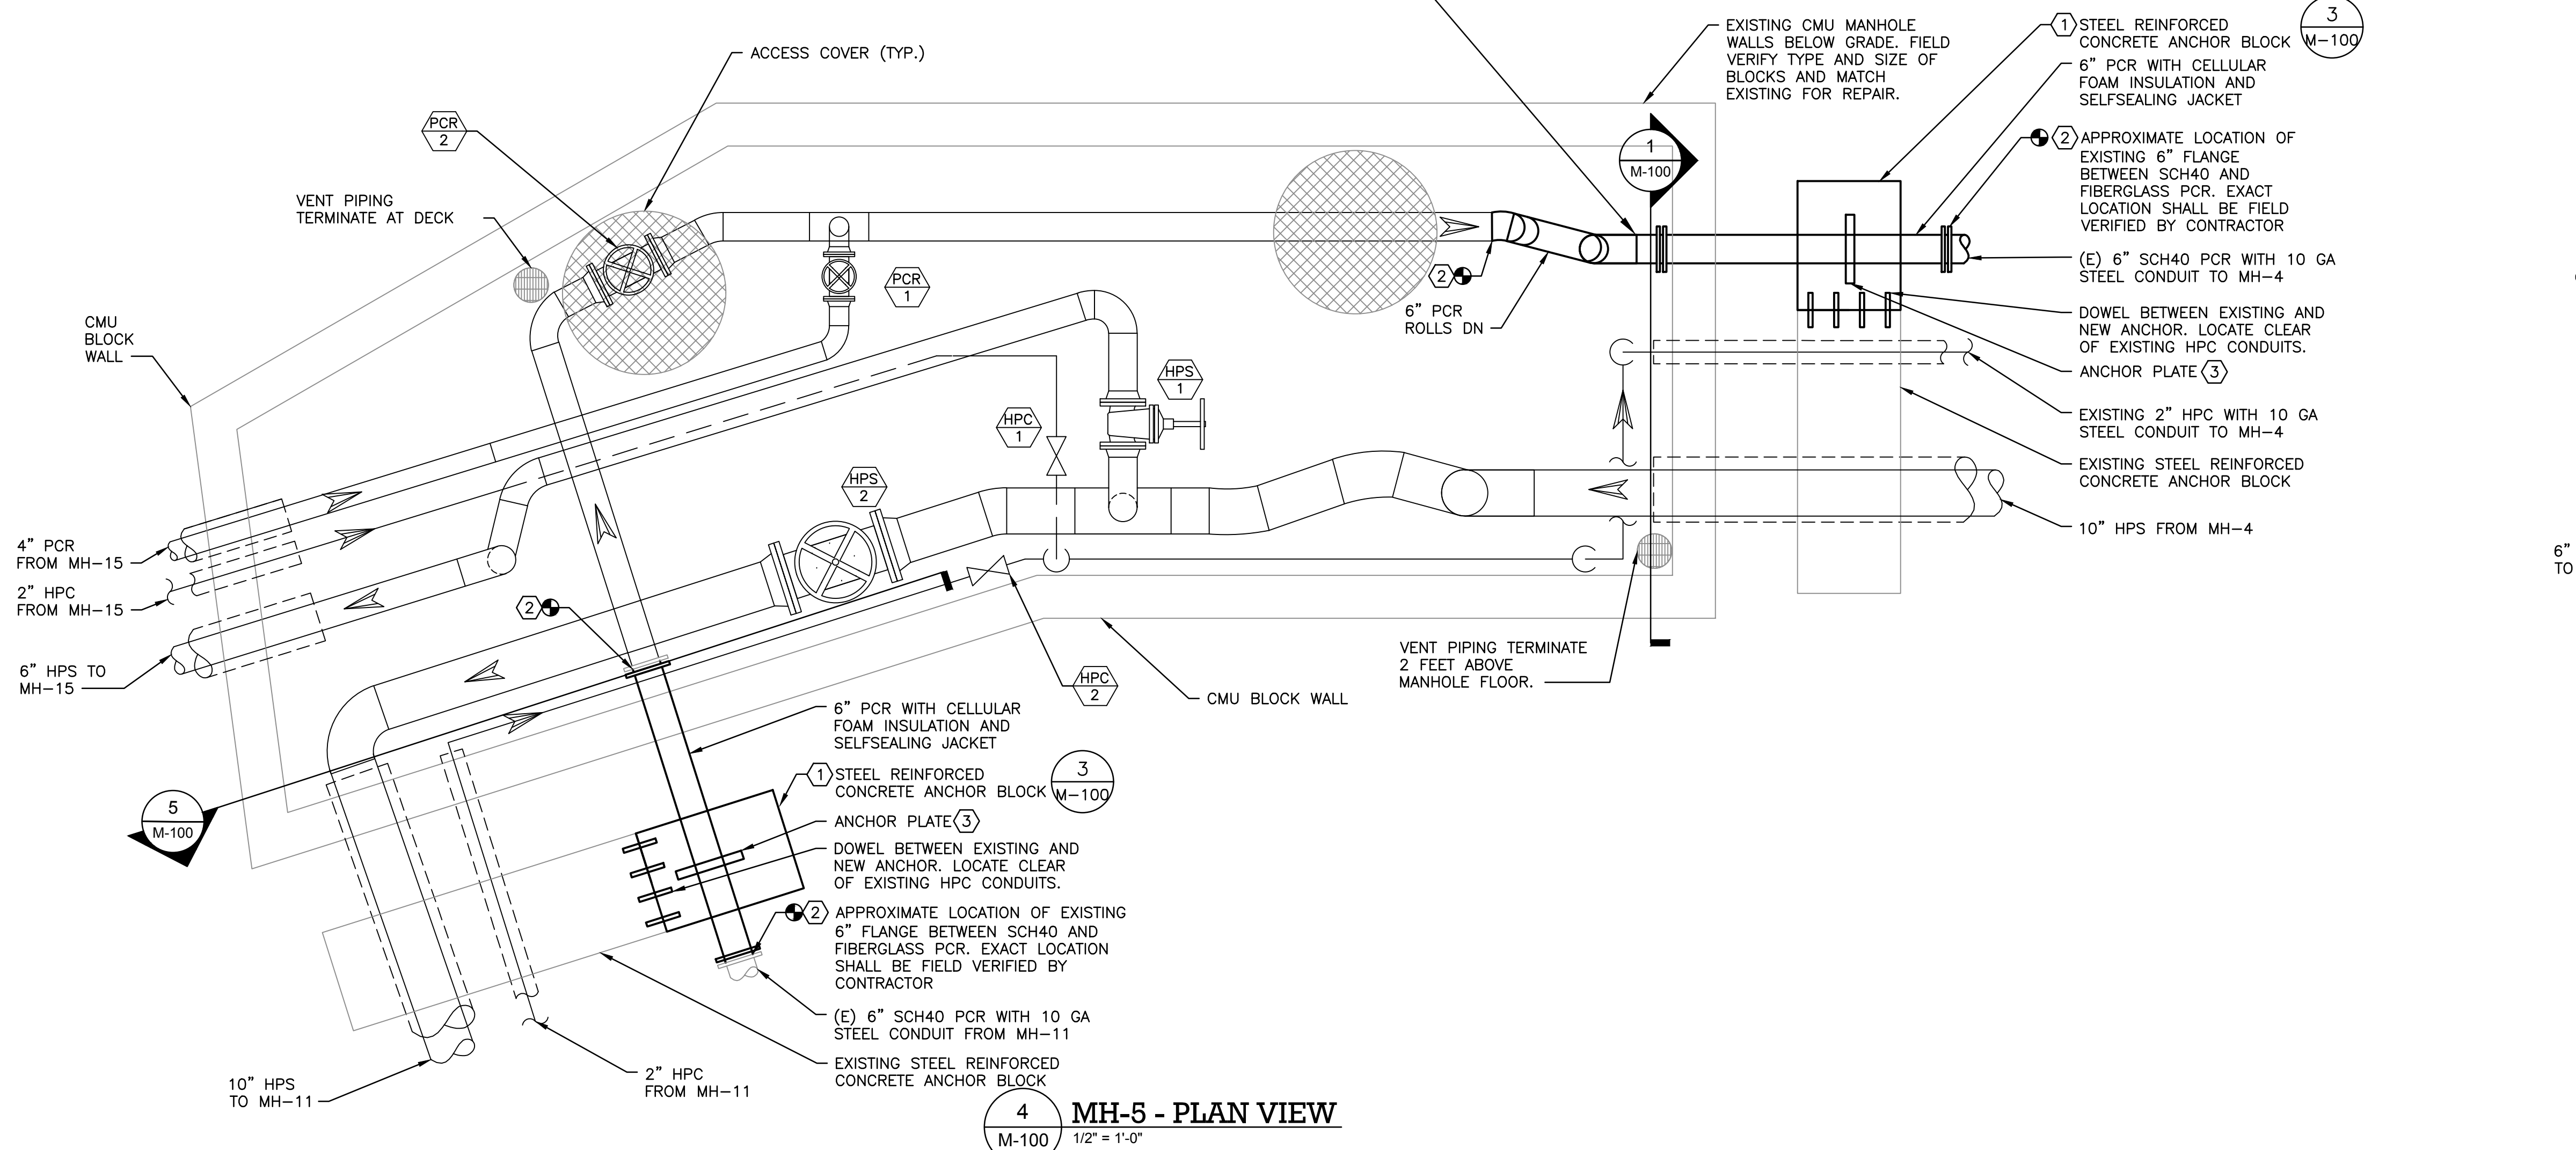 ACCESS COVER (TYP.)
PCR
2
VENT PIPING
TERMINATE AT DECK
CMU
BLOCK
WALL
PCR
1
HPS
1
HPC
1
HPS
2
4” PCR
FROM MH-15
2” HPC
FROM MH-15
6” HPS TO
MH-15
2
HPC
2
CMU BLOCK WALL
EXISTING CMU MANHOLE
WALLS BELOW GRADE. FIELD
VERIFY TYPE AND SIZE OF
BLOCKS AND MATCH
EXISTING FOR REPAIR.
1
M-100
2
6” PCR
ROLLS DN
VENT PIPING TERMINATE
2 FEET ABOVE
MANHOLE FLOOR.
1
STEEL REINFORCED
CONCRETE ANCHOR BLOCK
3
M-100
6” PCR WITH CELLULAR
FOAM INSULATION AND
SELFSEALING JACKET
2
APPROXIMATE LOCATION OF
EXISTING 6” FLANGE
BETWEEN SCH40 AND
FIBERGLASS PCR. EXACT
LOCATION SHALL BE FIELD
VERIFIED BY CONTRACTOR
(E) 6” SCH40 PCR WITH 10 GA
STEEL CONDUIT TO MH-4
DOWEL BETWEEN EXISTING AND
NEW ANCHOR. LOCATE CLEAR
OF EXISTING HPC CONDUITS.
ANCHOR PLATE 3
EXISTING 2” HPC WITH 10 GA
STEEL CONDUIT TO MH-4
EXISTING STEEL REINFORCED
CONCRETE ANCHOR BLOCK
10” HPS FROM MH-4
6”
TO
6” PCR WITH CELLULAR
FOAM INSULATION AND
SELFSEALING JACKET
1
STEEL REINFORCED
CONCRETE ANCHOR BLOCK
3
M-100
ANCHOR PLATE 3
DOWEL BETWEEN EXISTING AND
NEW ANCHOR. LOCATE CLEAR
OF EXISTING HPC CONDUITS.
2
APPROXIMATE LOCATION OF EXISTING
6” FLANGE BETWEEN SCH40 AND
FIBERGLASS PCR. EXACT LOCATION
SHALL BE FIELD VERIFIED BY
CONTRACTOR
(E) 6” SCH40 PCR WITH 10 GA
STEEL CONDUIT FROM MH-11
EXISTING STEEL REINFORCED
CONCRETE ANCHOR BLOCK
5
M-100
10” HPS
TO MH-11
2” HPC
FROM MH-11
4
M-100
MH-5 - PLAN VIEW
1/2" = 1'-0"